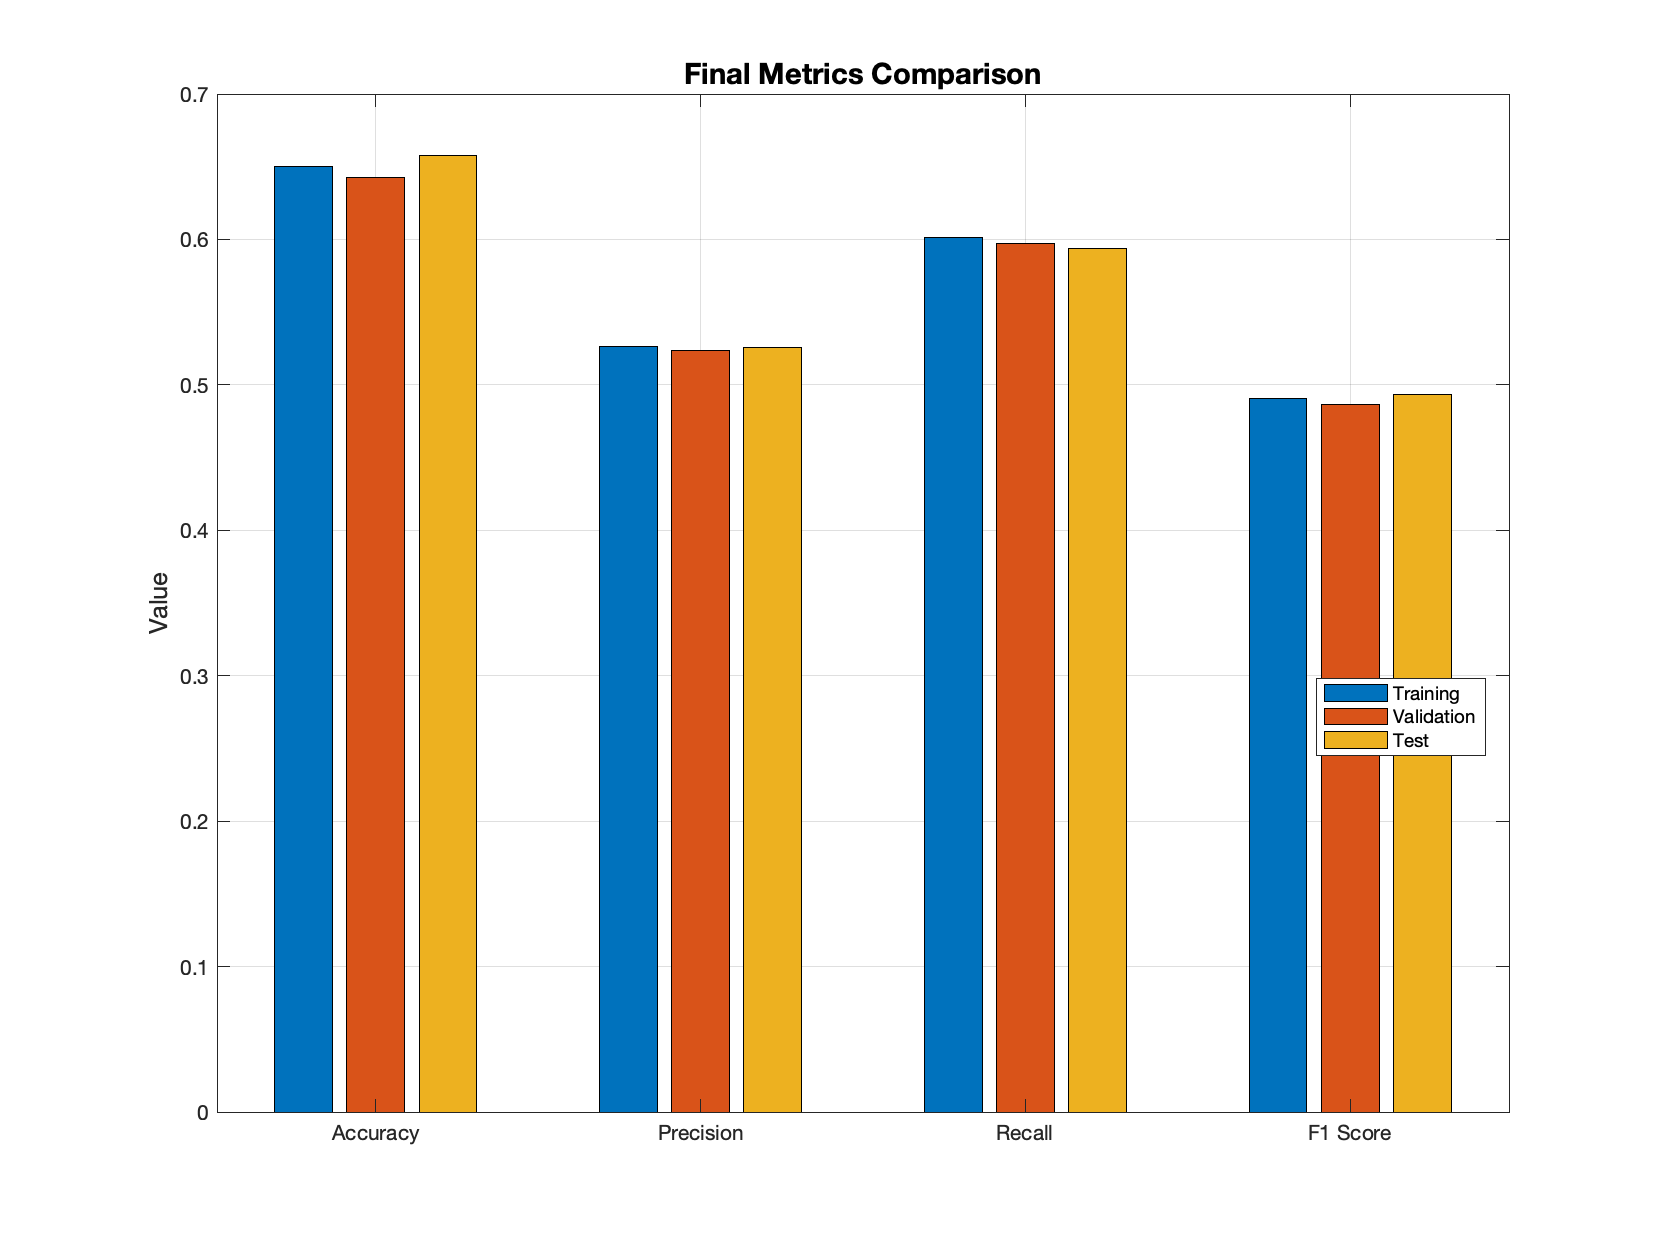 Final Metrics Comparison
0.7
0.6
0.5
0.4
0.3
0.2
0.1
0
Value
Accuracy
Precision
Recall
F1 Score
Training
Validation
Test